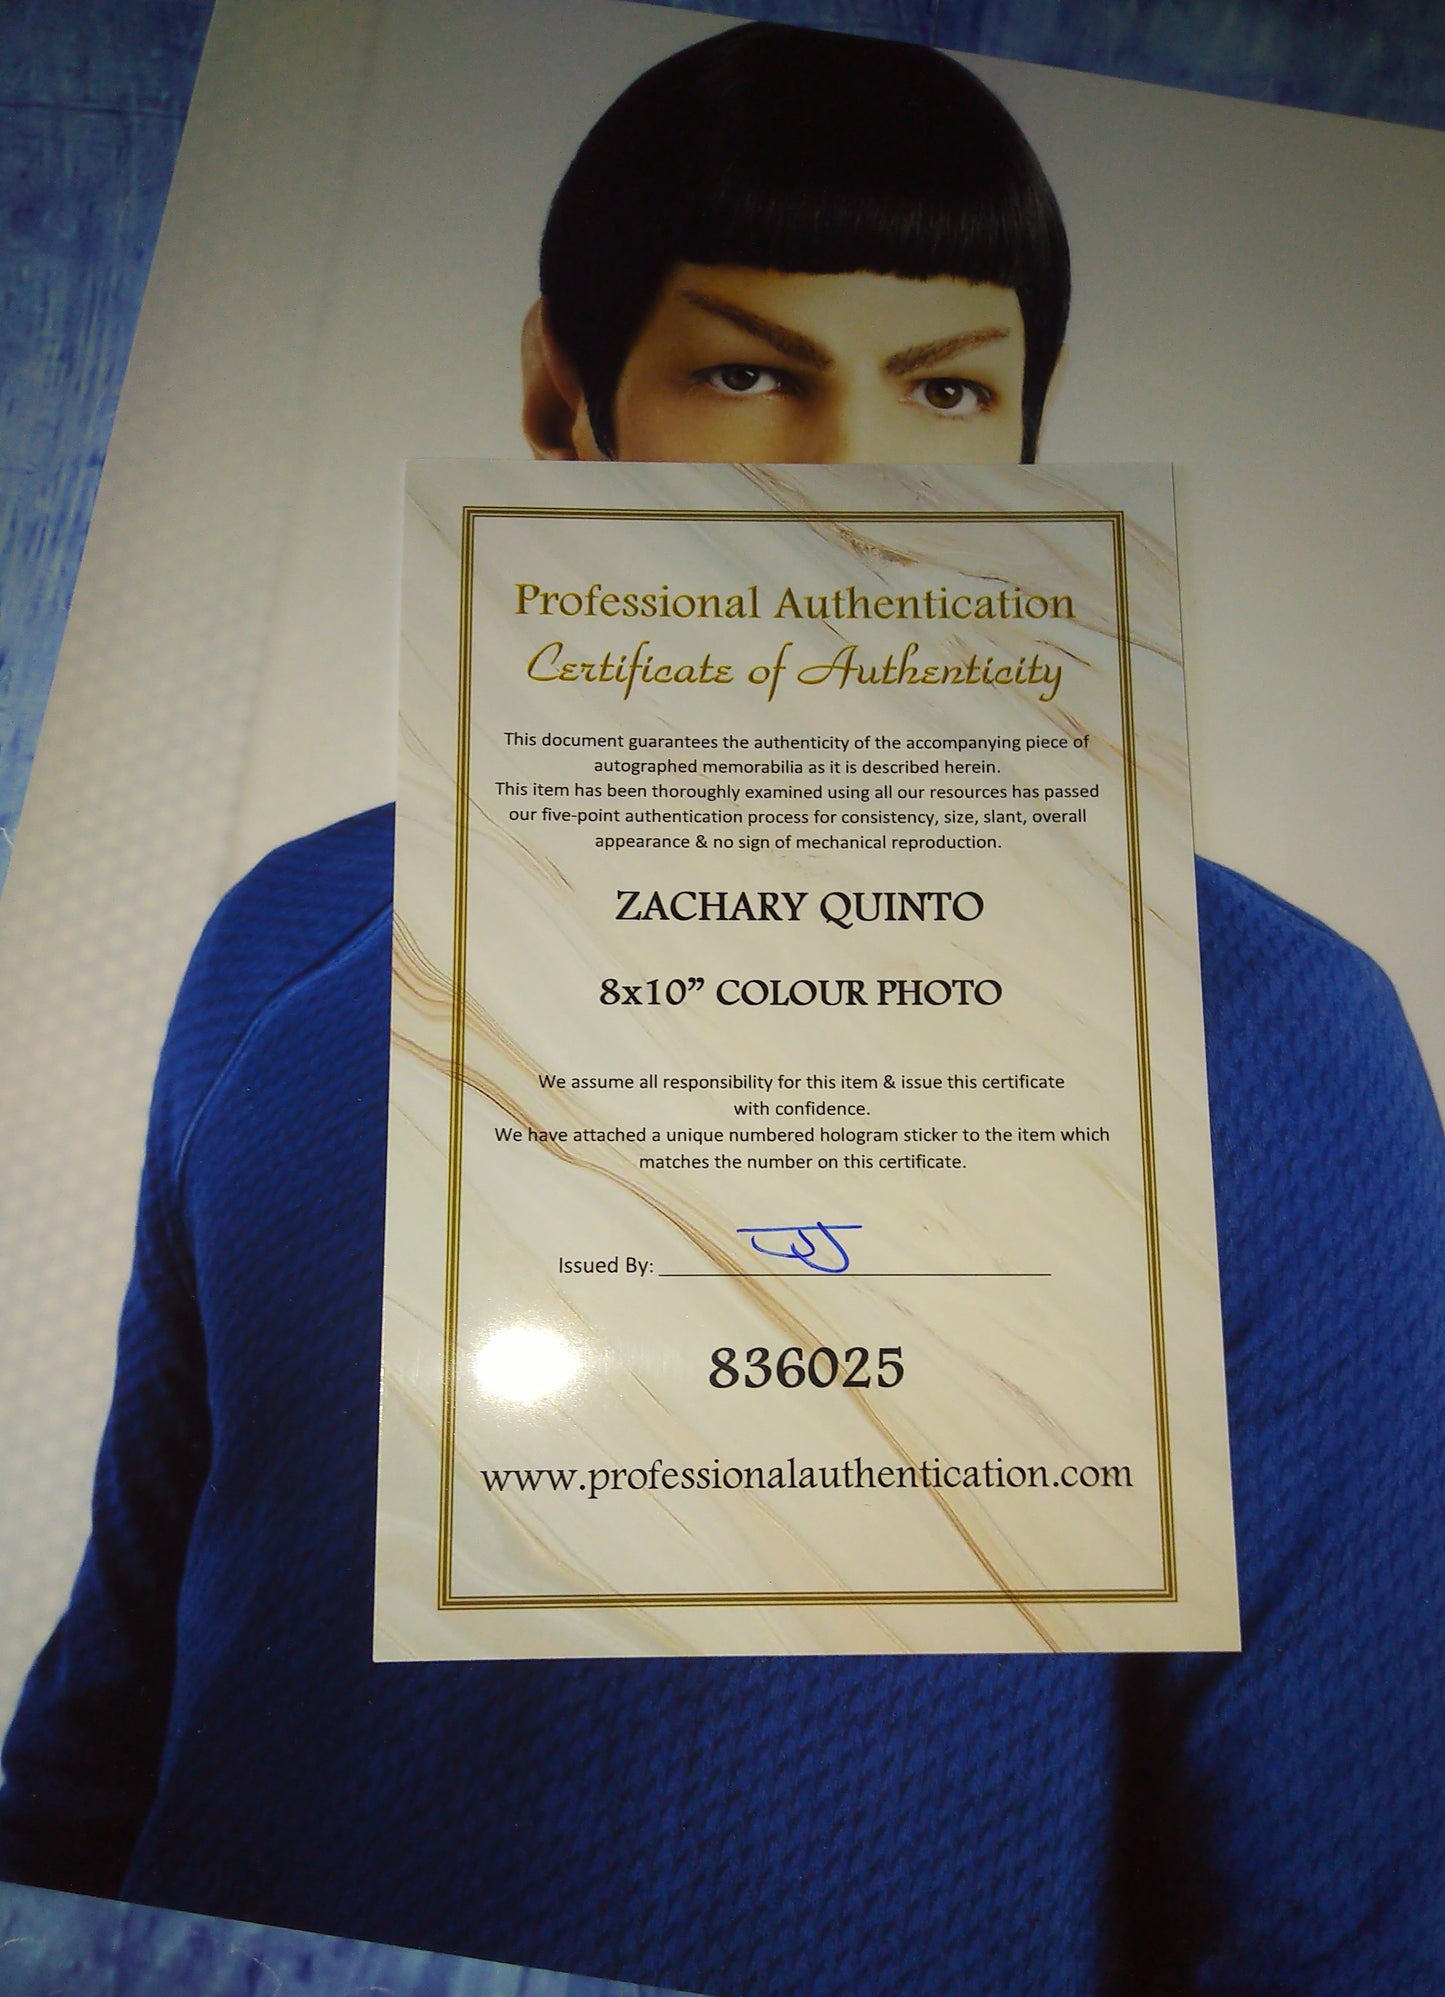 Professional Authentication
Certificate of Authenticity
This document guarantees the authenticity of the accompanying piece of
autographed memorabilia as it is described herein.
This item has been thoroughly examined using all our resources has passed
our five-point authentication process for consistency, size, slant, overall
appearance & no sign of mechanical reproduction.
ZACHARY QUINTO
8x10” COLOUR PHOTO
We assume all responsibility for this item & issue this certificate
with confidence.
We have attached a unique numbered hologram sticker to the item which
matches the number on this certificate.
Issued By:
836025
www.professionalauthentication.com